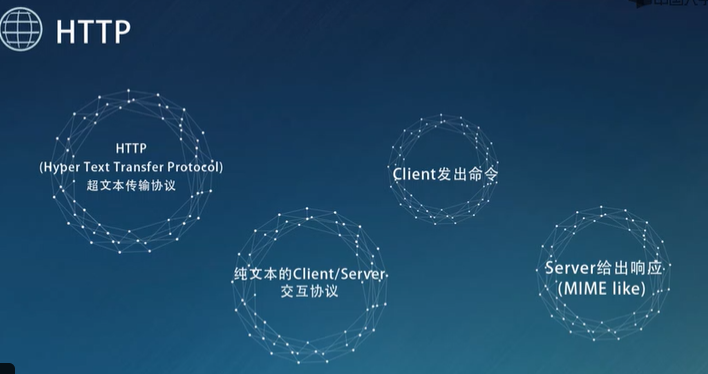 HTTP
HTTP
(Hyper Text Transfer Protocol)
超文本传输协议
Client发出命令
纯文本的Client/Server
交互协议
Server给出响应
(MIME like)